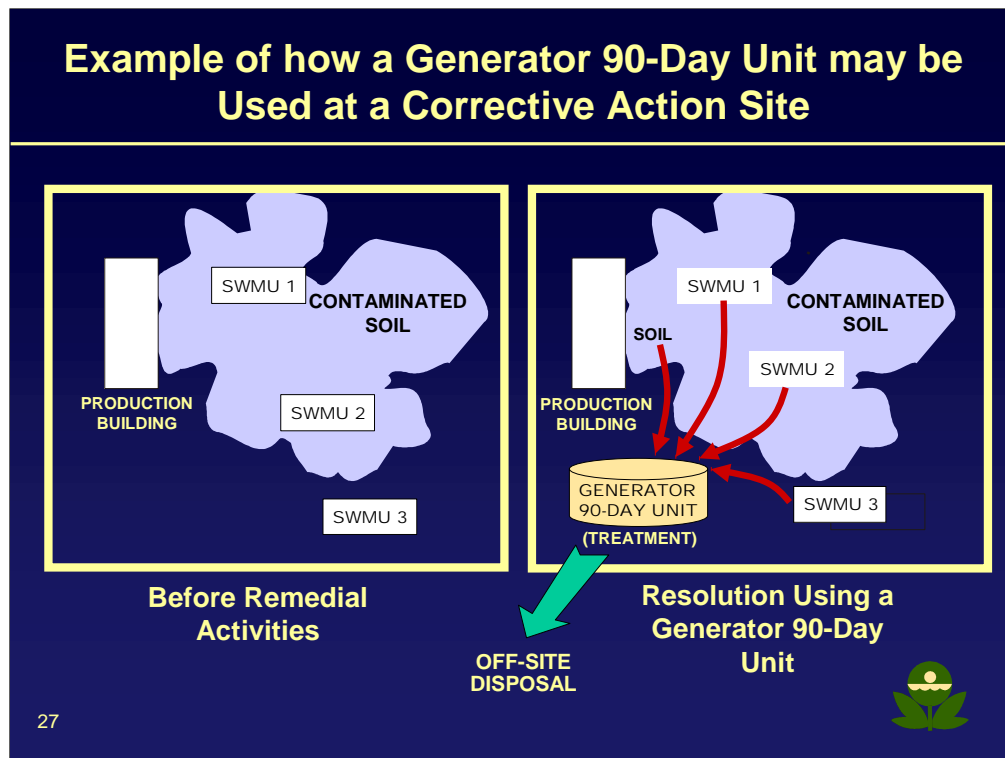 Example of how a Generator 90-Day Unit may be
Used at a Corrective Action Site
SWMU 1
CONTAMINATED
SOIL
PRODUCTION
BUILDING
SWMU 2
SWMU 3
Before Remedial
Activities
SWMU 1
CONTAMINATED
SOIL
SOIL
SWMU 2
PRODUCTION
BUILDING
GENERATOR
90-DAY UNIT
(TREATMENT)
SWMU 3
Resolution Using a
Generator 90-Day
Unit
OFF-SITE
DISPOSAL
27